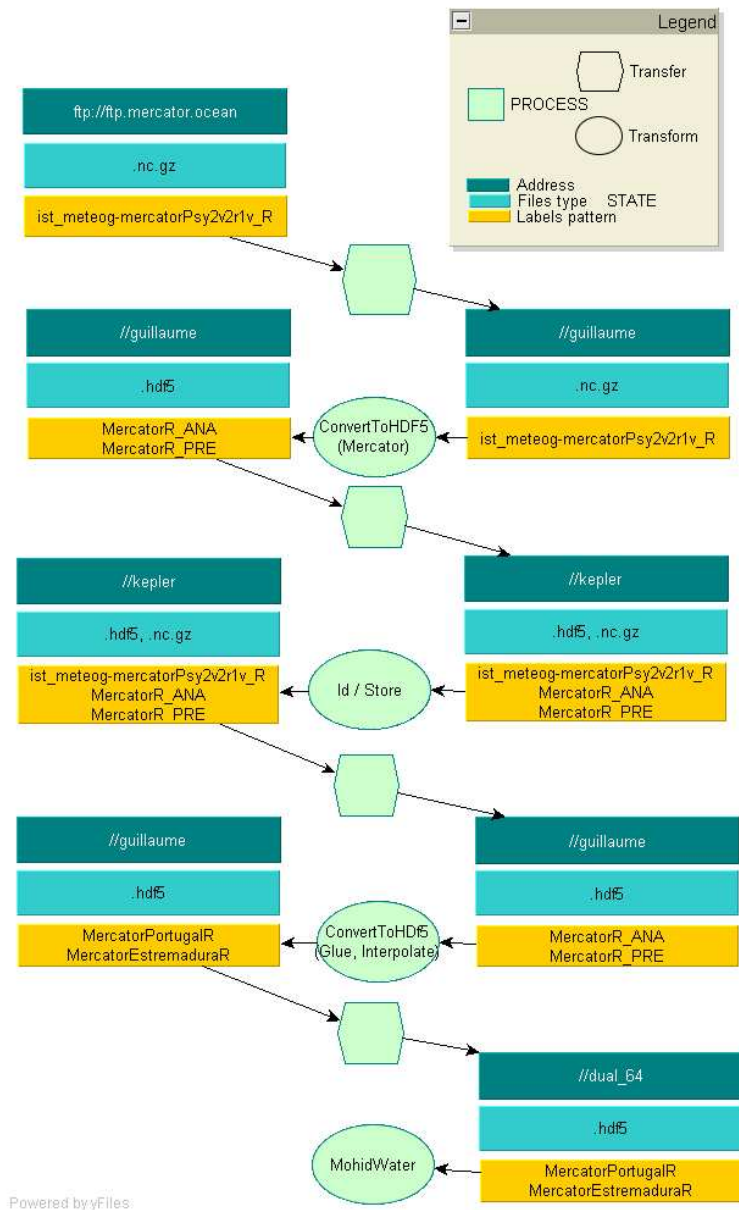 Legend
Transfer
PROCESS
Transform
Address
Files type STATE
Labels pattern
ftp://ftp.mercator.ocean
.nc.gz
ist_meteog-mercatorPsy2v2r1v_R
//guillaume
.hdf5
MercatorR_ANA
MercatorR_PRE
ConvertToHDF5
(Mercator)
//guillaume
.nc.gz
ist_meteog-mercatorPsy2v2r1v_R
//kepler
.hdf5, .nc.gz
ist_meteog-mercatorPsy2v2r1v_R
MercatorR_ANA
MercatorR_PRE
Id / Store
//kepler
.hdf5, .nc.gz
ist_meteog-mercatorPsy2v2r1v_R
MercatorR_ANA
MercatorR_PRE
//guillaume
.hdf5
MercatorPortugalR
MercatorEstremaduraR
ConvertToHDf5
(Glue, Interpolate)
//guillaume
.hdf5
MercatorR_ANA
MercatorR_PRE
//dual_64
.hdf5
MercatorPortugalR
MercatorEstremaduraR
MohidWater
Powered by yFiles